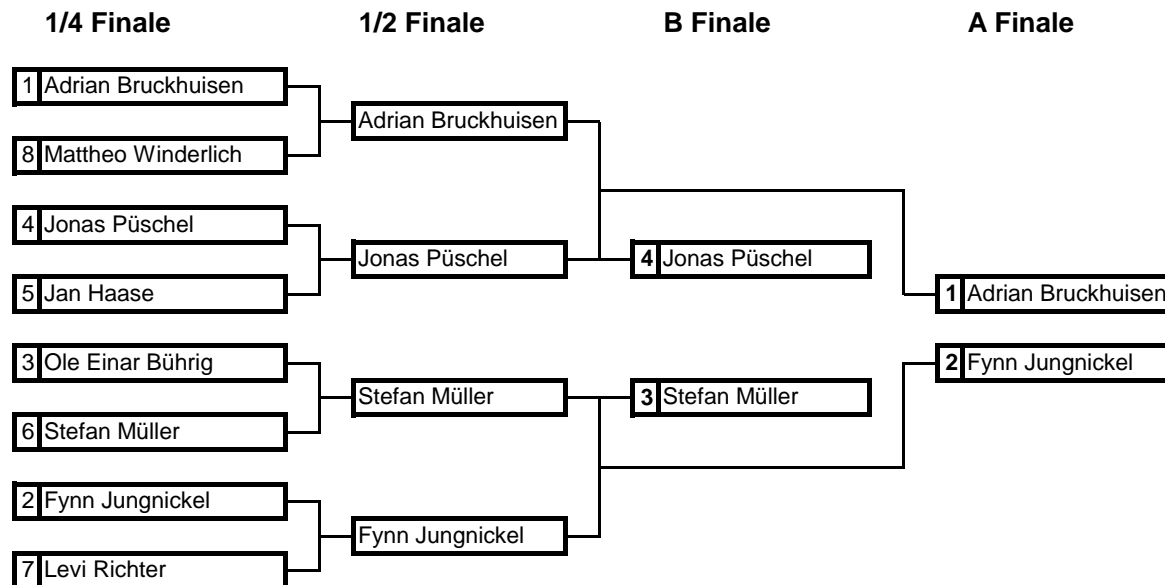 1/4 Finale 1/2 Finale B Finale A Finale
1 Adrian Bruckhuisen
Adrian Bruckhuisen
8 Mattheo Winderlich
4 Jonas Püschel
Jonas Püschel 4 Jonas Püschel
5 Jan Haase 1 Adrian Bruckhuisen
3 Ole Einar Bührig 2 Fynn Jungnickel
Stefan Müller 3 Stefan Müller
6 Stefan Müller
2 Fynn Jungnickel
Fynn Jungnickel
7 Levi Richter